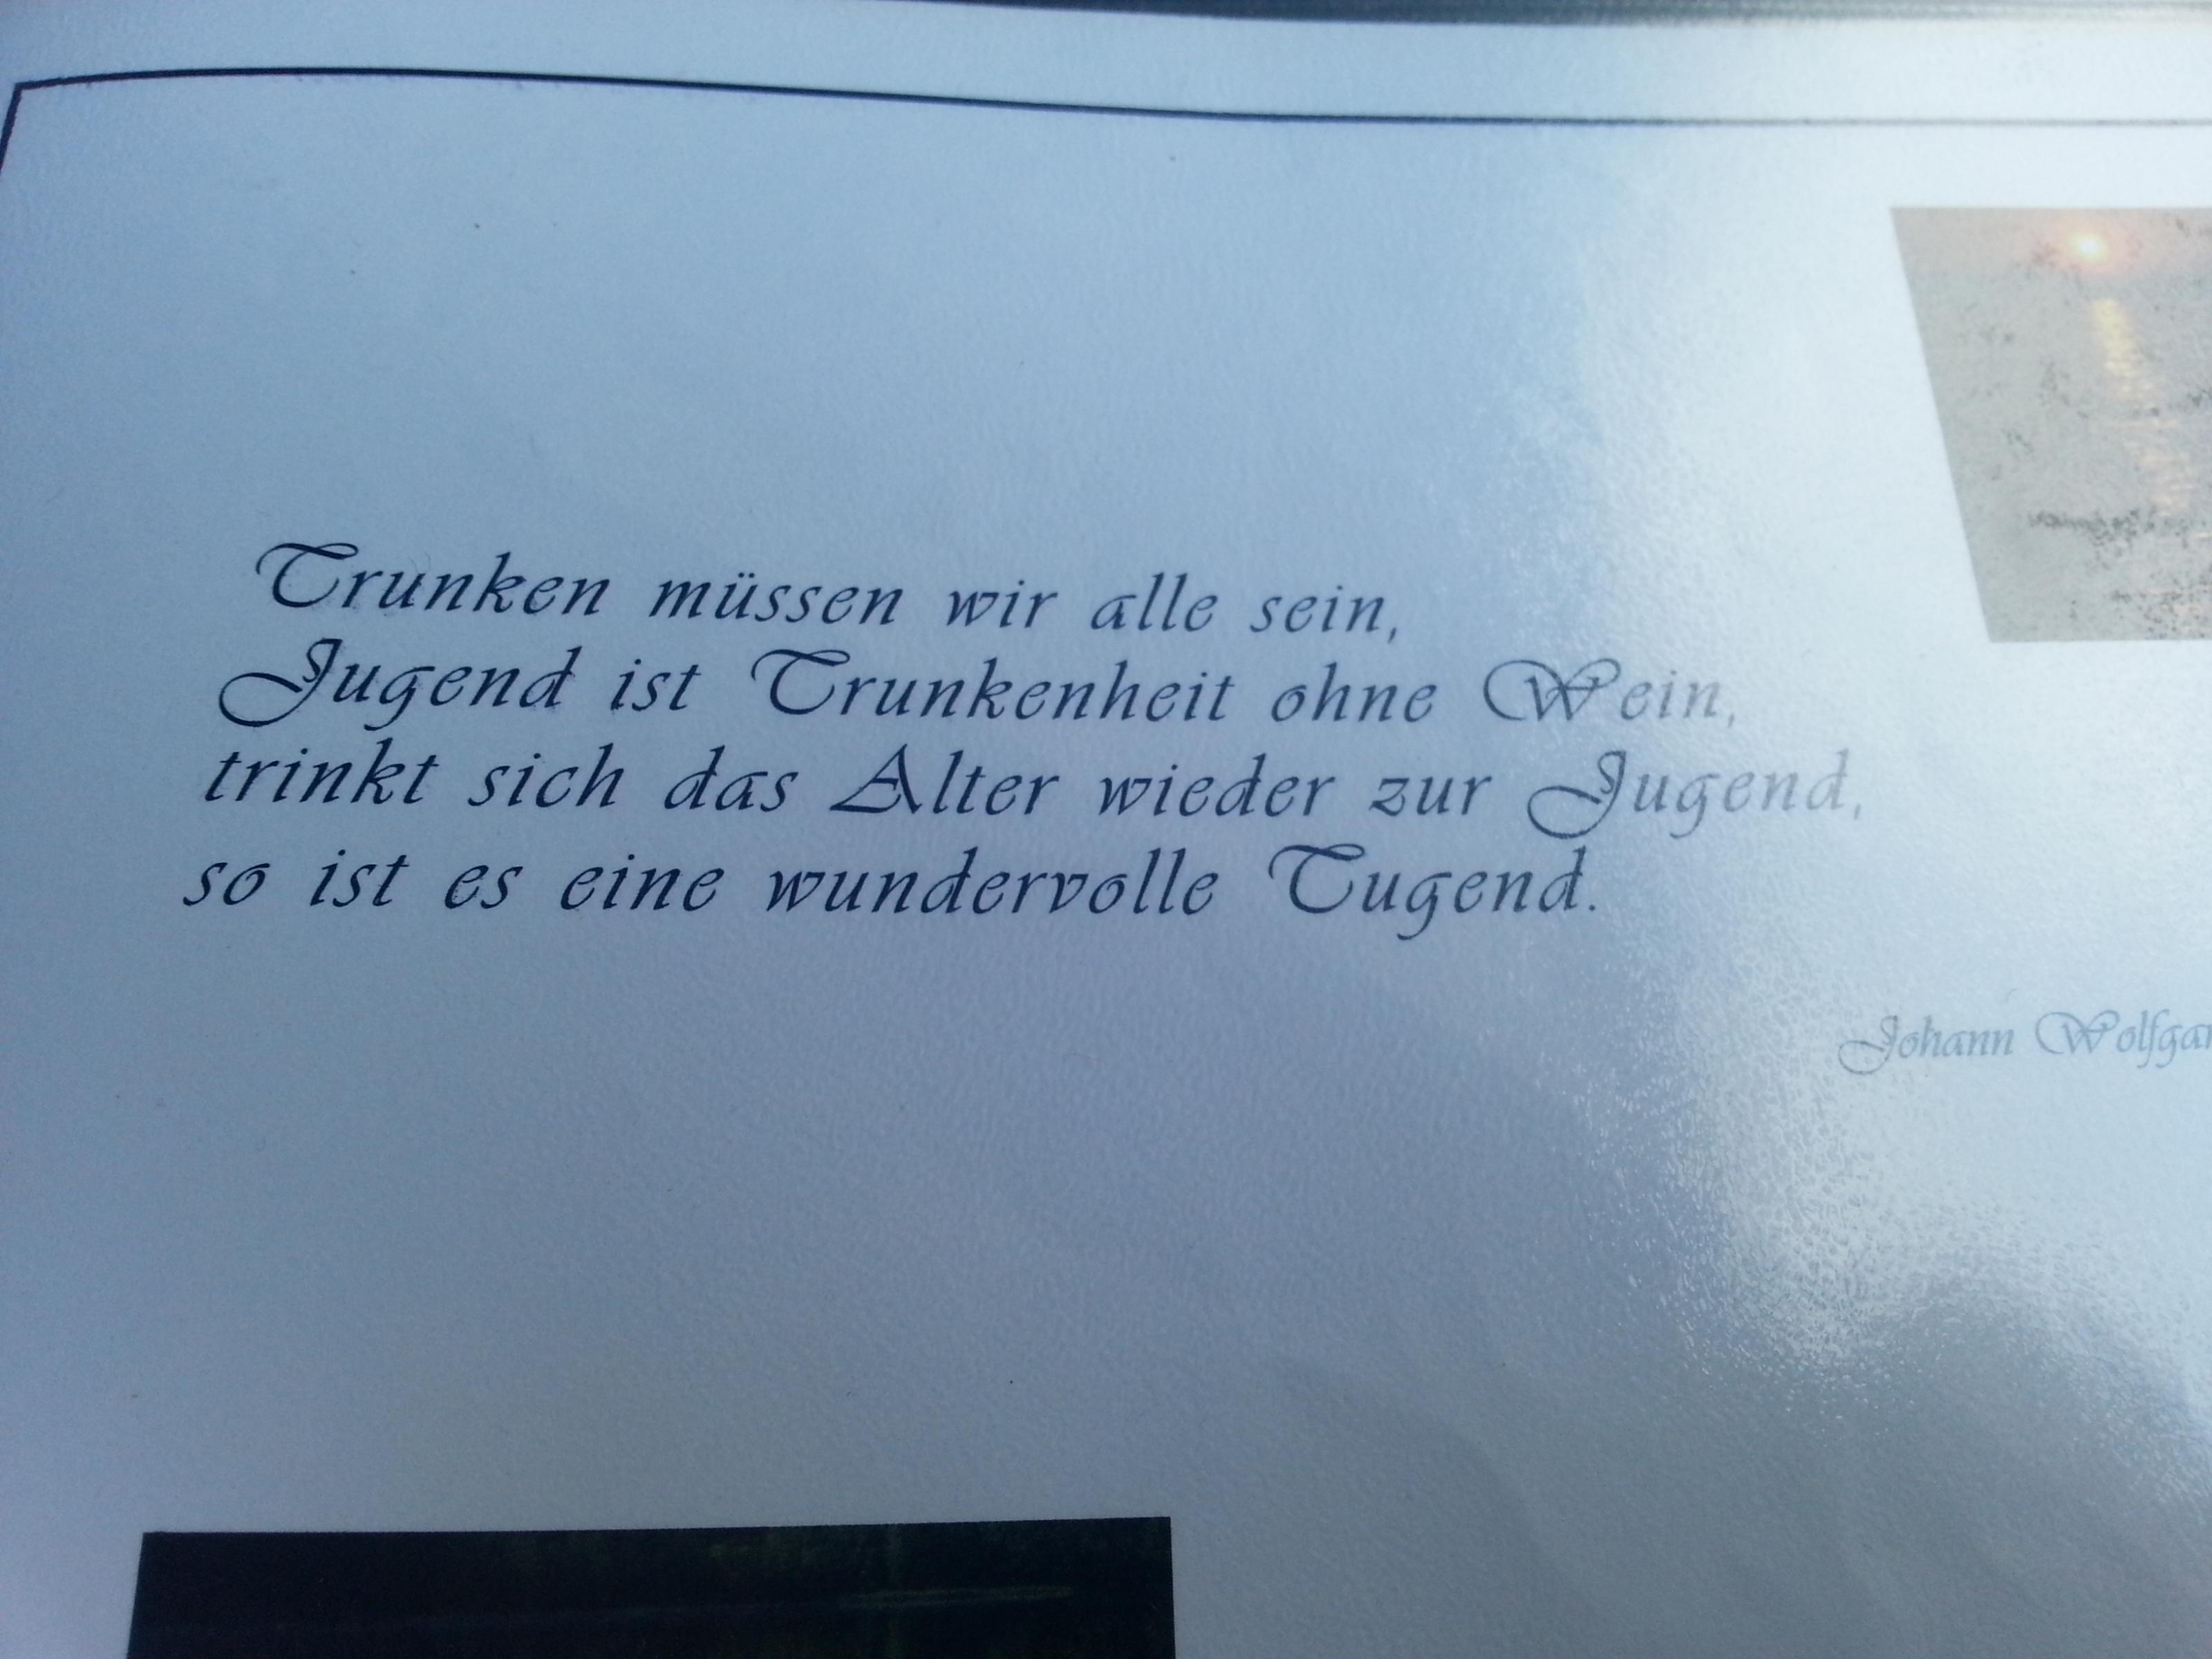 Trunken müssen wir alle sein,
Jugend ist Trunkenheit ohne Wein,
trinkt sich das Alter wieder zur Jugend,
so ist es eine wundervolle Tugend.
Johann